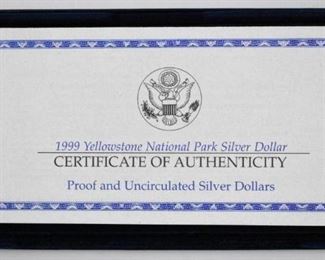 1999 Yellowstone National Park Silver Dollar
CERTIFICATE OF AUTHENTICITY
Proof and Uncirculated Silver Dollars